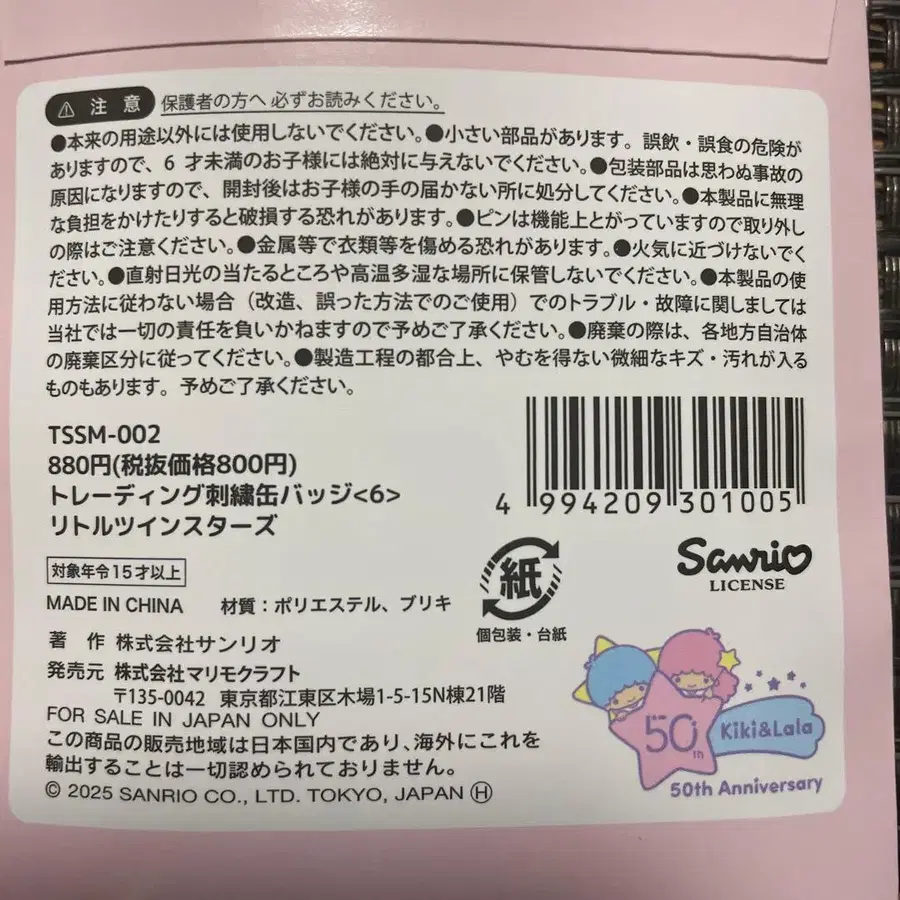 ⚠ 注意 保護者の方へ 必ずお読みください。
●本来の用途以外には使用しないでください。●小さい部品があります。誤飲・誤食の危険が
ありますので、6 才未満のお子様には絶対に与えないでください。●包装部品は思わぬ事故の
原因になりますので、開封後はお子様の手の届かない所に処分してください。●本製品に無理
な負担をかけたりすると破損する恐れがあります。●ピンは機能上とがっていますので取り外し
の際はご注意ください。●金属等で衣類等を傷める恐れがあります。●火気に近づけないでく
ださい。●直射日光の当たるところや高温多湿な場所に保管しないでください。●本製品の使
用方法に従わない場合（改造、誤った方法でのご使用）でのトラブル・故障に関しましては
当社では一切の責任を負いかねますので予めご了承ください。●廃棄の際は、各地方自治体
の廃棄区分に従ってください。●製造工程の都合上、やむを得ない微細なキズ・汚れが入る
ものもあります。予めご了承ください。
TSSM-002
880円(税抜価格800円)
トレーディング刺繍缶バッジ<6>
リトルツインスターズ
4 994209 301005
対象年令15才以上
MADE IN CHINA 材質：ポリエステル、ブリキ
紙
個包装・台紙
Sanrio
LICENSE
著 作 株式会社サンリオ
発売元 株式会社マリモクラフト
〒135-0042 東京都江東区木場1-5-15N棟21階
FOR SALE IN JAPAN ONLY
この商品の販売地域は日本国内であり、海外にこれを
輸出することは一切認められておりません。
© 2025 SANRIO CO., LTD. TOKYO, JAPAN Ⓗ
50th
Kiki&Lala
50th Anniversary